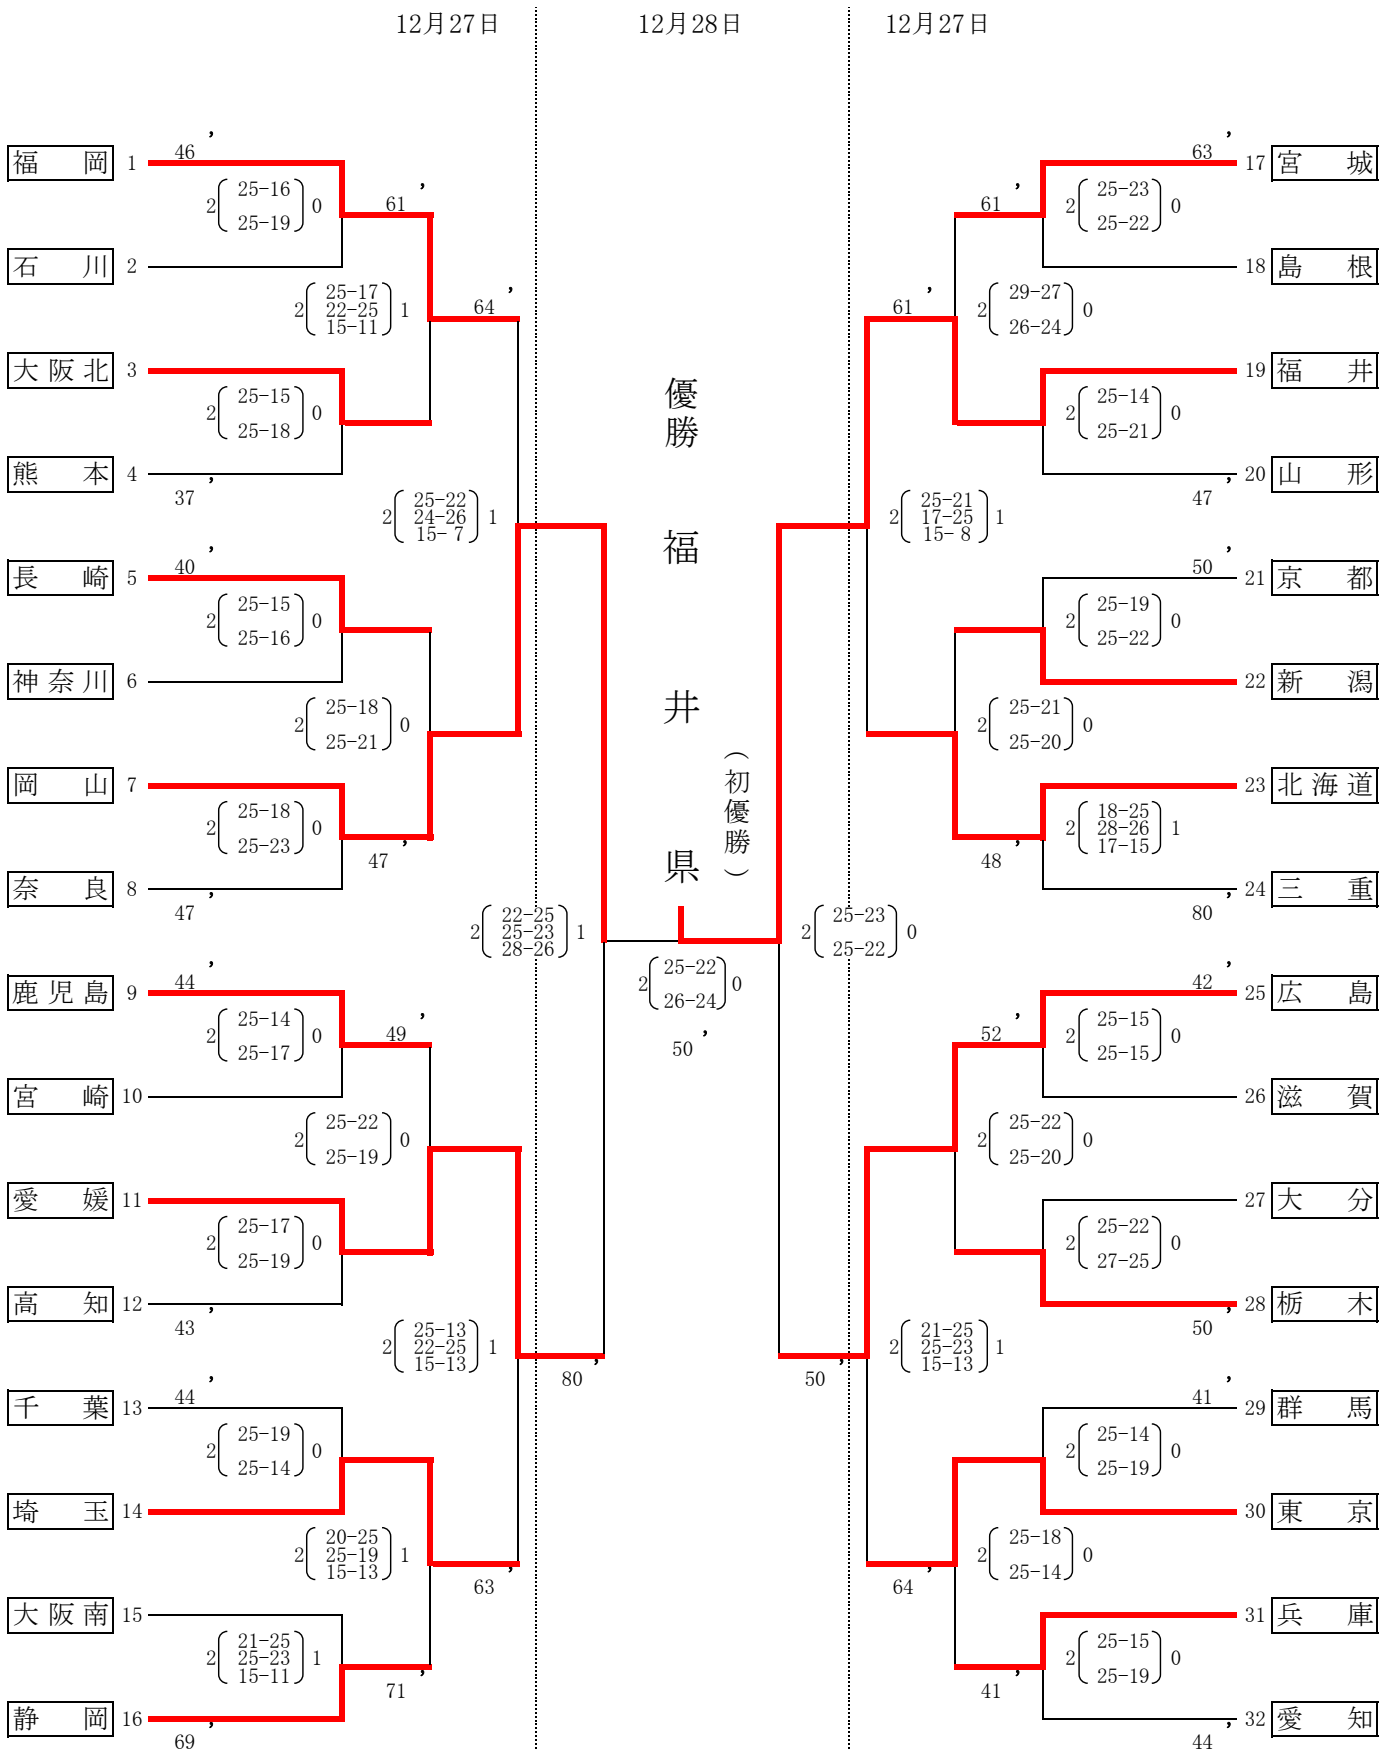 12月27日 12月28日 12月27日
46 ’ 63 ’
福岡 1 17 宮城
2 25-16 0 61 ’ 61 ’ 2 25-23 0
25-19 25-22
石川 2 18 島根
2 25-17 1 64 ’ 61 ’ 2 29-27 0
22-25
15-11 26-24
大阪北 3 19 福井
2 25-15 0 2 25-14 0
25-18 25-21
熊本 4 20 山形
37 ’ 47 ’
2 25-22 1 2 25-21 1
24-26 17-25
15- 7 15- 8
40 ’ 50 ’
長崎 5 21 京都
2 25-15 0 2 25-19 0
25-16 25-22
神奈川 6 22 新潟
2 25-18 0 2 25-21 0
25-21 25-20
岡山 7 23 北海道
2 25-18 0 2 18-25 1
28-26
25-23 17-15
47 ’ 48 ’
奈良 8 24 三重
47 ’ 80 ’
優勝
福井県
（初優勝）
2 22-25 1 2 25-23 0
25-23
28-26 25-22
2 25-22 0
26-24
50 ’
44 ’ 42 ’
鹿児島 9 25 広島
2 25-14 0 49 ’ 52 ’ 2 25-15 0
25-17 25-15
宮崎 10 26 滋賀
2 25-22 0 2 25-22 0
25-19 25-20
愛媛 11 27 大分
2 25-17 0 2 25-22 0
25-19 27-25
高知 12 28 栃木
43 ’ 50 ’
2 25-13 1 2 21-25 1
22-25 25-23
15-13 15-13
80 ’ 50 ’
44 ’ 41 ’
千葉 13 29 群馬
2 25-19 0 2 25-14 0
25-14 25-19
埼玉 14 30 東京
2 20-25 1 2 25-18 0
25-19
15-13 25-14
63 ’ 64 ’
大阪南 15 31 兵庫
2 21-25 1 2 25-15 0
25-23
15-11 25-19
71 ’ 41 ’
静岡 16 32 愛知
69 ’ 44 ’